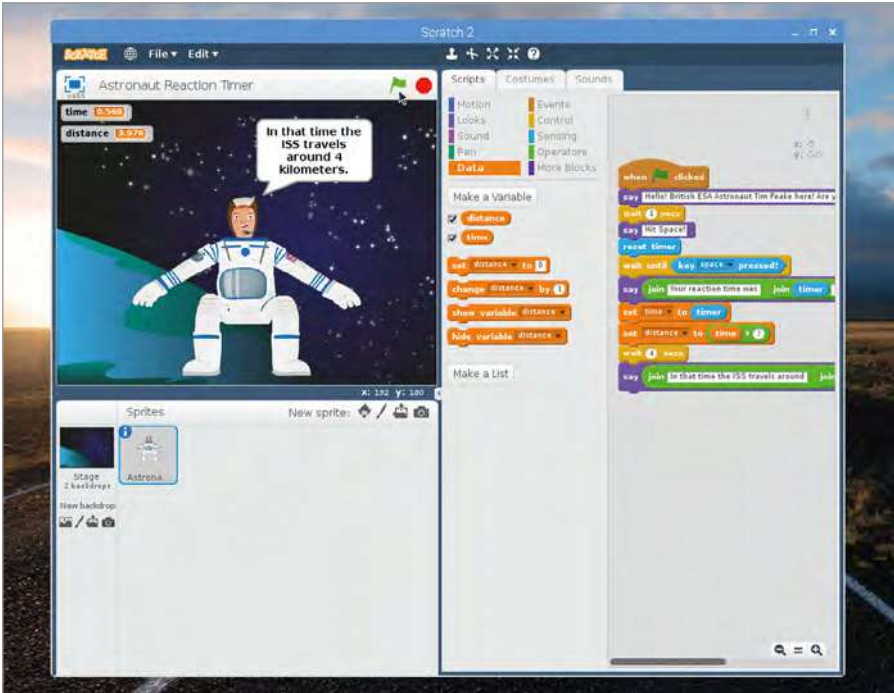 Scratch 2
SCRATCH File Edit
Scripts Costumes Sounds
Astronaut Reaction Timer
time 0.568
distance
In that time the
ISS travels
around 4
kilometers.
X: 192 y: 180
Sprites New sprite:
Stage
2 backdrops
New backdrop
Astrona...
Motion Events
Looks Control
Sound Sensing
Pen Operators
Data More Blocks
Make a Variable
distance
time
set distance to 0
change distance by 1
show variable distance
hide variable distance
Make a List
when clicked
say Hello! British ESA Astronaut Tim Peake here! Are y
wait 1 secs
say Hit Space!
reset timer
wait until key space pressed?
say join Your reaction time was join timer
set time to timer
set distance to time * 7
wait 4 secs
say join In that time the ISS travels around join